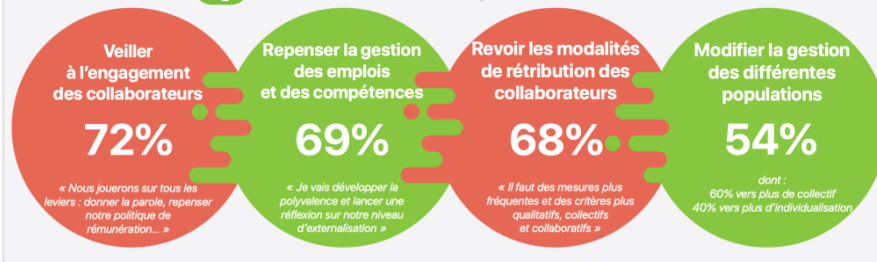 Veiller
à l'engagement
des collaborateurs
72%
« Nous jouerons sur tous les
leviers : donner la parole, repenser
notre politique de
rémunération... »
Repenser la gestion
des emplois
et des compétences
69%
« Je vais développer la
polyvalence et lancer une
réflexion sur notre niveau
d'externalisation »
Revoir les modalités
de rétribution des
collaborateurs
68%
« Il faut des mesures plus
fréquentes et des critères plus
qualitatifs, collectifs
et collaboratifs »
Modifier la gestion
des différentes
populations
54%
dont :
60% vers plus de collectif
40% vers plus d'individualisation